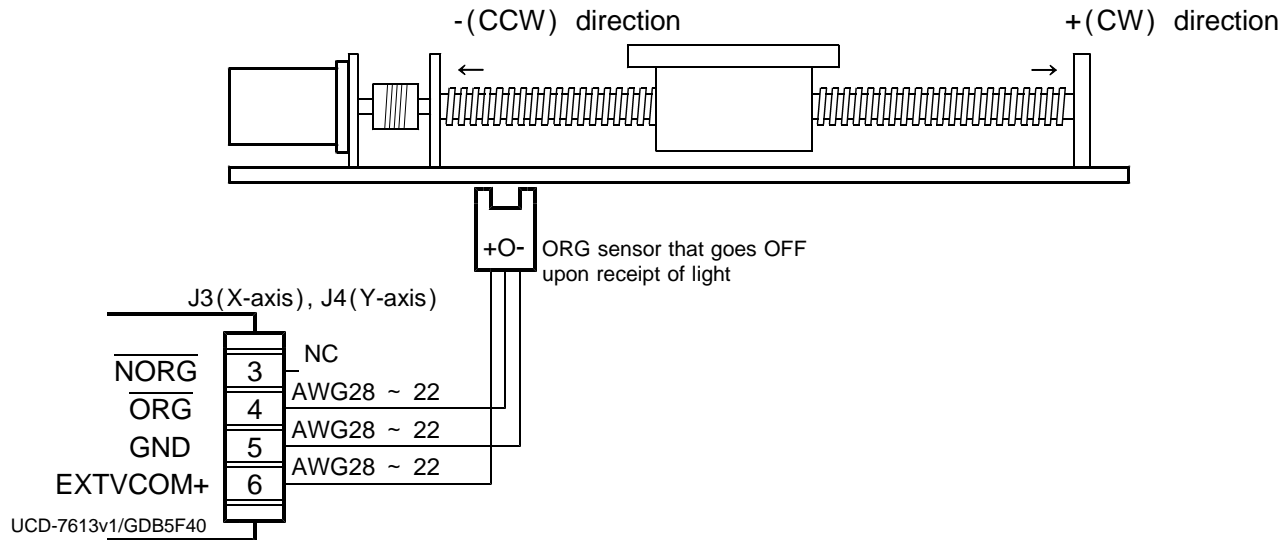 -(CCW) direction
+(CW) direction
← →
+O-
ORG sensor that goes OFF
upon receipt of light
J3(X-axis), J4(Y-axis)
NORG 3 NC
ORG 4 AWG28 ~ 22
GND 5 AWG28 ~ 22
EXTVCOM+ 6 AWG28 ~ 22
UCD-7613v1/GDB5F40